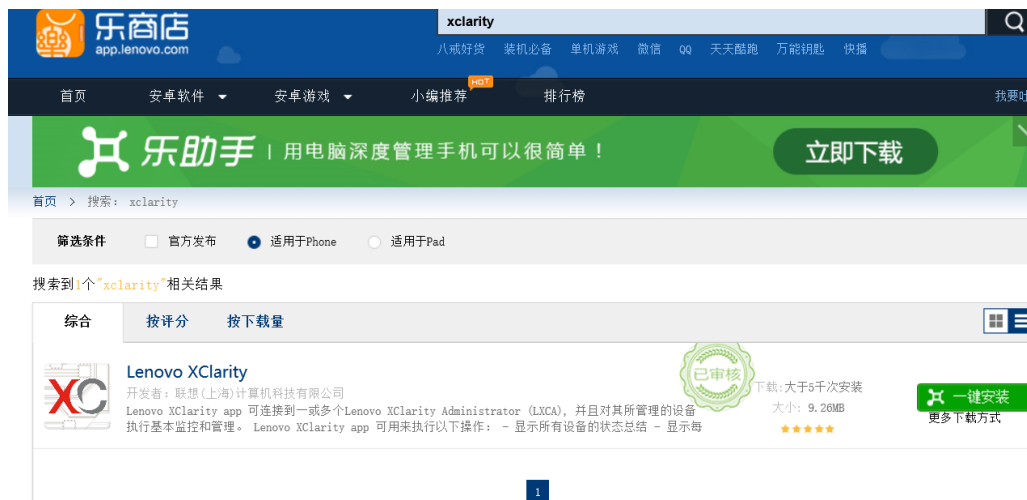 乐商店
app.lenovo.com
xclarity
八戒好货 装机必备 单机游戏 微信 QQ 天天酷跑 万能钥匙 快播
首页 安卓软件 安卓游戏 小编推荐 HOT 排行榜 我要吐
乐助手 | 用电脑深度管理手机可以很简单！ 立即下载
首页 > 搜索： xclarity
筛选条件 官方发布 适用于Phone 适用于Pad
搜索到1个"xclarity"相关结果
综合 按评分 按下载量
XC
Lenovo XClarity
开发者：联想(上海)计算机科技有限公司
Lenovo XClarity app 可连接到一或多个Lenovo XClarity Administrator (LXCA)，并且对其所管理的设备
执行基本监控和管理。 Lenovo XClarity app 可用来执行以下操作： - 显示所有设备的状态总结 - 显示每
已审核
下载：大于5千次安装
大小：9.26MB
一键安装
更多下载方式
1